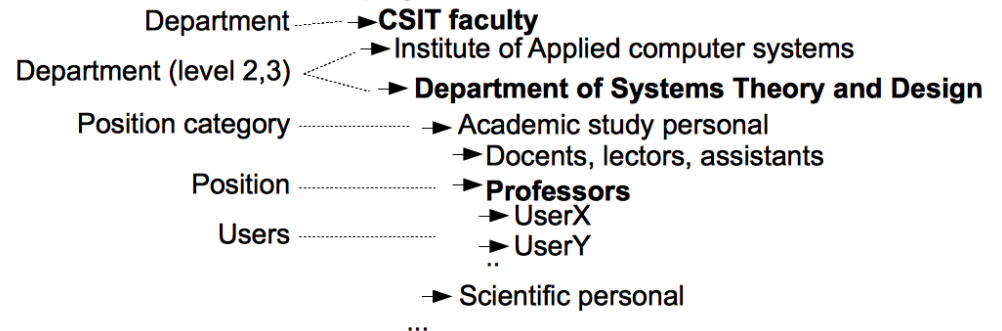 Department CSIT faculty
Institute of Applied computer systems
Department (level 2,3)
Department of Systems Theory and Design
Position category Academic study personal
Docents, lectors, assistants
Position Professors
UserX
Users
UserY
..
Scientific personal
...